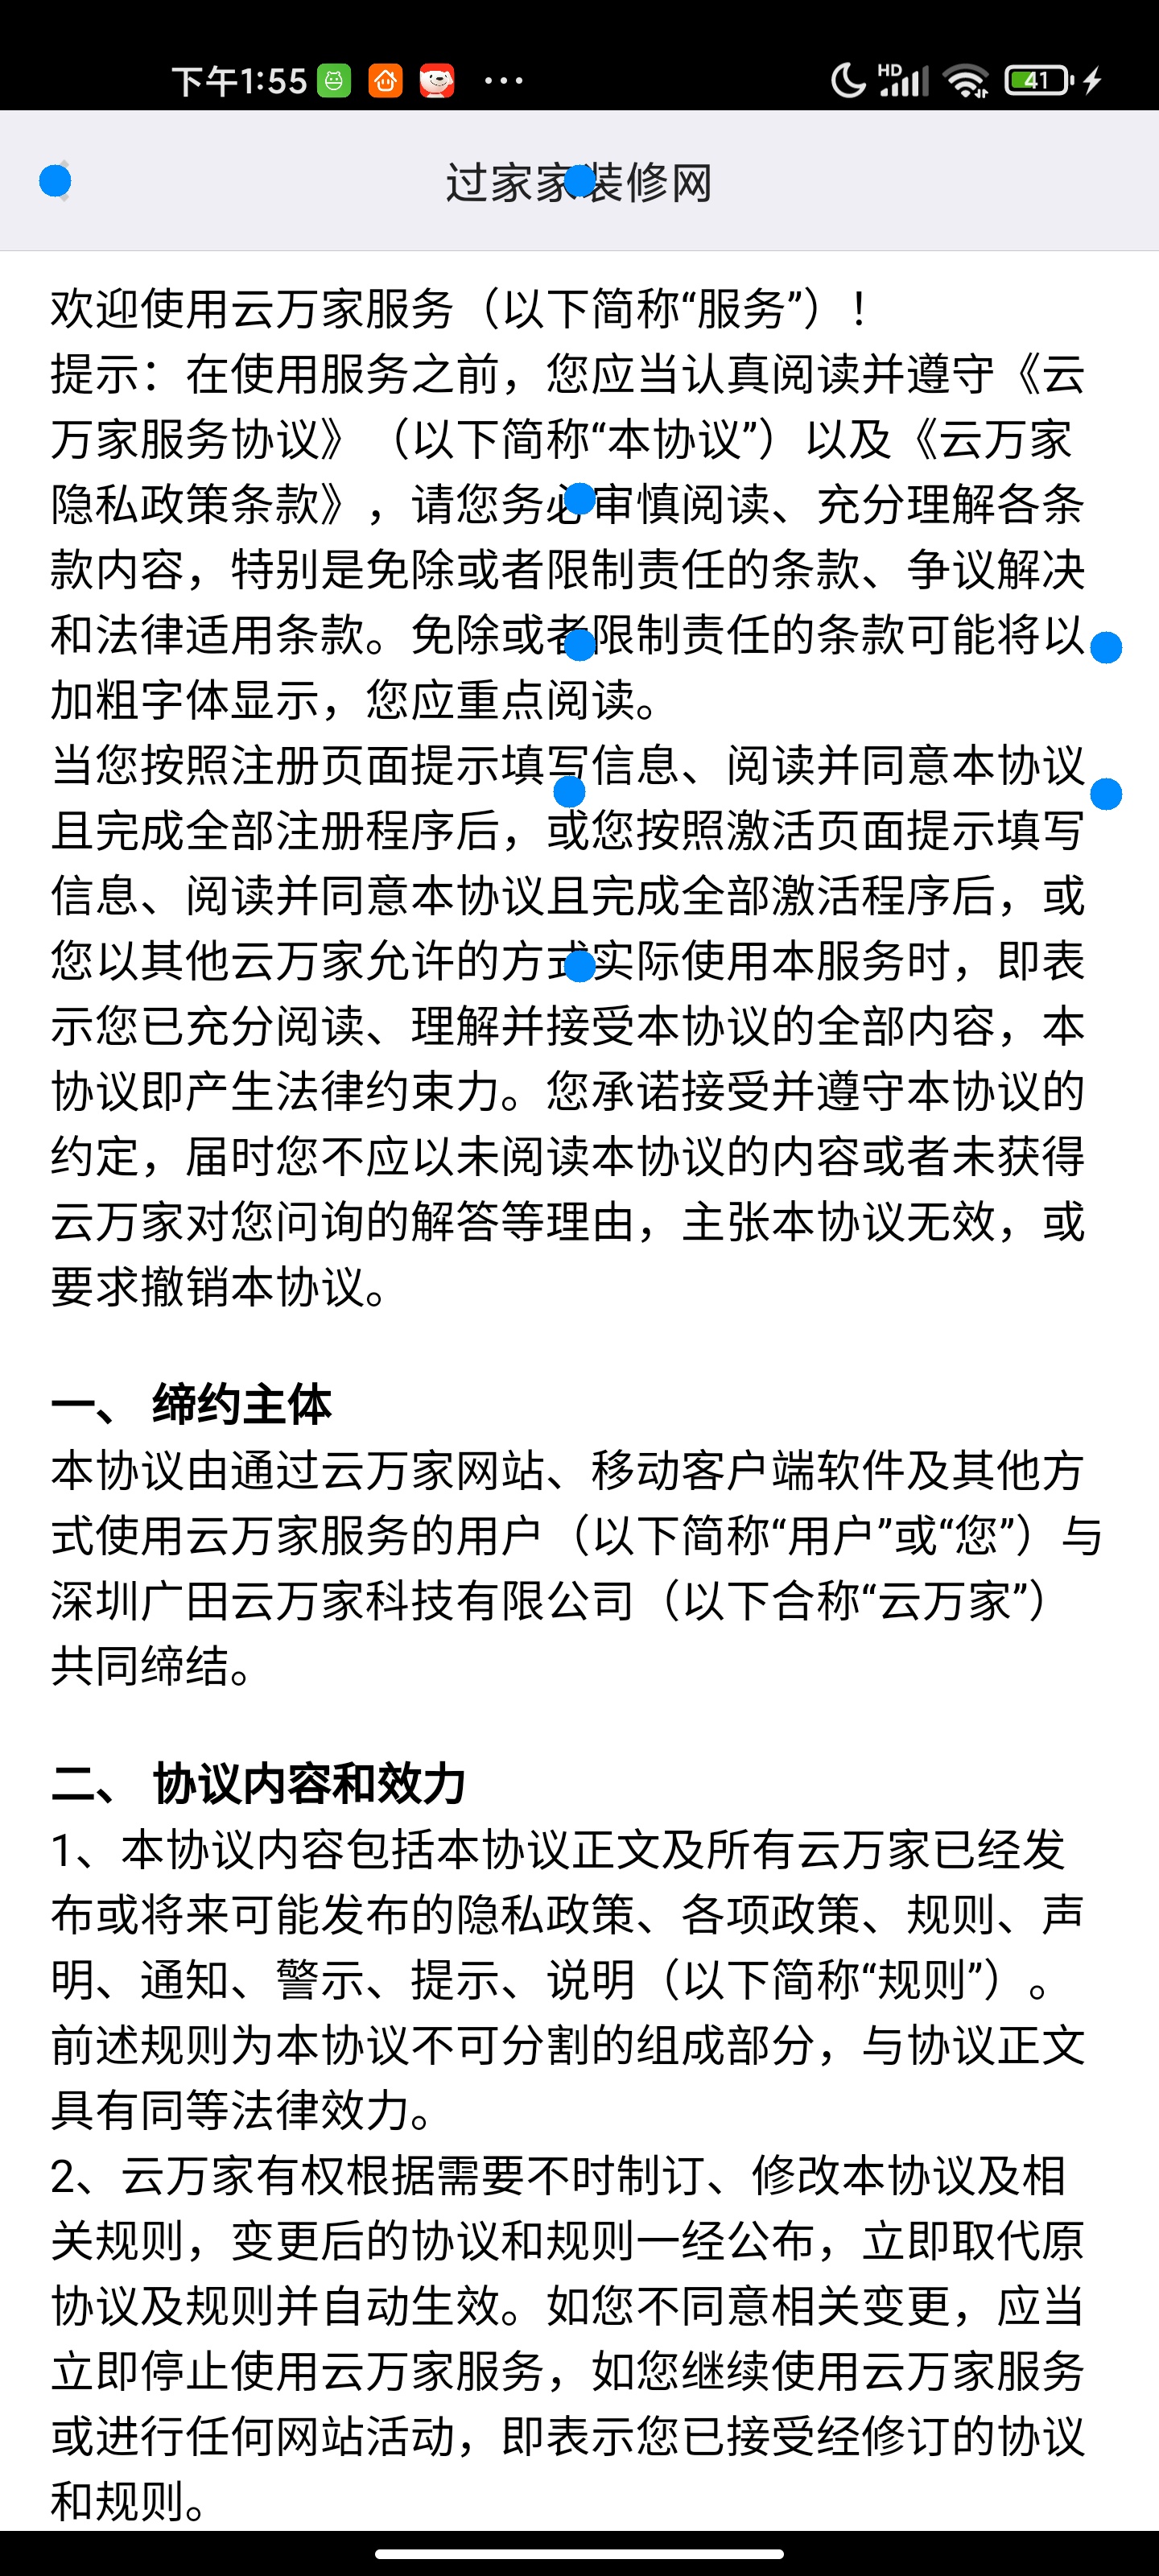 下午1:55 ··· HD 41
过家家装修网
欢迎使用云万家服务（以下简称“服务”）！
提示：在使用服务之前，您应当认真阅读并遵守《云
万家服务协议》（以下简称“本协议”）以及《云万家
隐私政策条款》，请您务必审慎阅读、充分理解各条
款内容，特别是免除或者限制责任的条款、争议解决
和法律适用条款。免除或者限制责任的条款可能将以
加粗字体显示，您应重点阅读。
当您按照注册页面提示填写信息、阅读并同意本协议
且完成全部注册程序后，或您按照激活页面提示填写
信息、阅读并同意本协议且完成全部激活程序后，或
您以其他云万家允许的方式实际使用本服务时，即表
示您已充分阅读、理解并接受本协议的全部内容，本
协议即产生法律约束力。您承诺接受并遵守本协议的
约定，届时您不应以未阅读本协议的内容或者未获得
云万家对您问询的解答等理由，主张本协议无效，或
要求撤销本协议。
一、 缔约主体
本协议由通过云万家网站、移动客户端软件及其他方
式使用云万家服务的用户（以下简称“用户”或“您”）与
深圳广田云万家科技有限公司（以下合称“云万家”）
共同缔结。
二、 协议内容和效力
1、本协议内容包括本协议正文及所有云万家已经发
布或将来可能发布的隐私政策、各项政策、规则、声
明、通知、警示、提示、说明（以下简称“规则”）。
前述规则为本协议不可分割的组成部分，与协议正文
具有同等法律效力。
2、云万家有权根据需要不时制订、修改本协议及相
关规则，变更后的协议和规则一经公布，立即取代原
协议及规则并自动生效。如您不同意相关变更，应当
立即停止使用云万家服务，如您继续使用云万家服务
或进行任何网站活动，即表示您已接受经修订的协议
和规则。